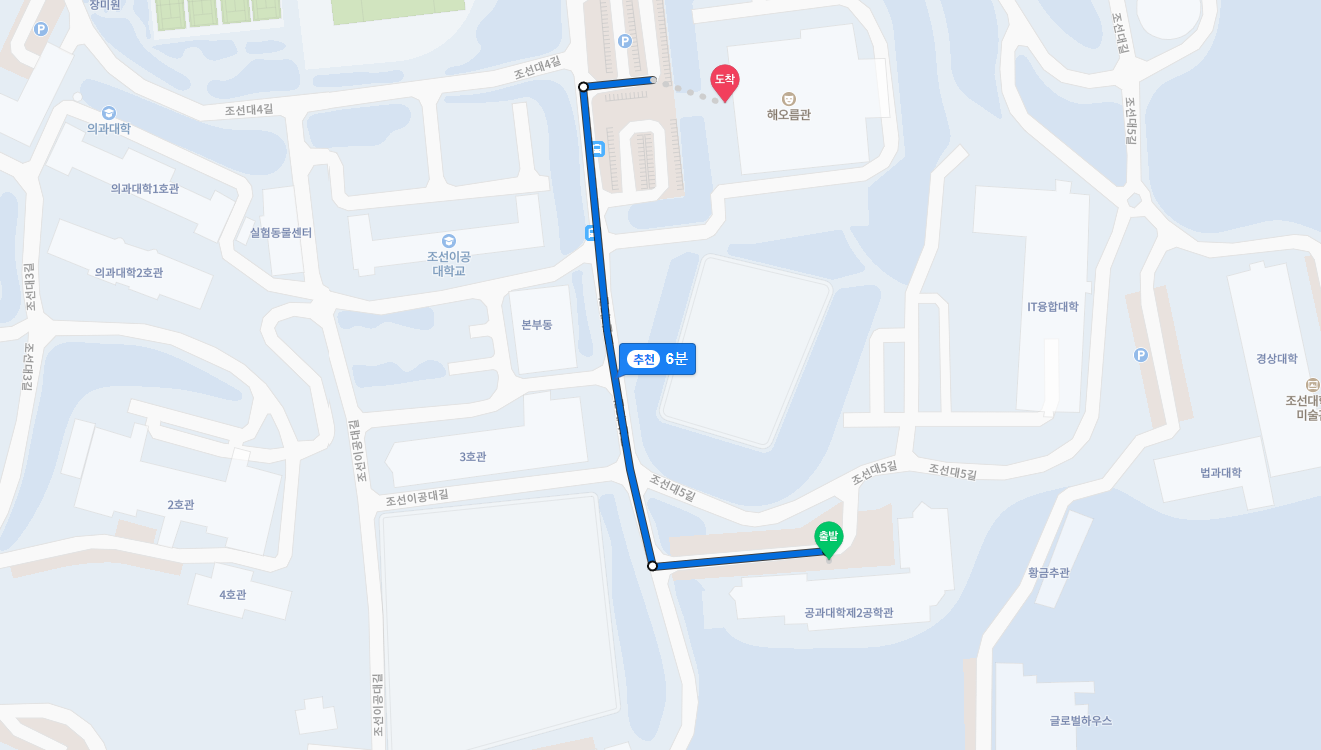 장미원
P
조선대4길
P
도착
조선대길
조선대4길
의과대학
해오름관
조선대5길
의과대학1호관
실험동물센터
조선이공
대학교
의과대학2호관
조선대3길
본부동
IT융합대학
추천 6분
P
경상대학
조선대3길
조선대학
미술관
조선이공대길
3호관
조선이공대길
조선대5길
조선대5길
조선대5길
법과대학
2호관
출발
4호관
공과대학제2공학관
황금추관
조선이공대길
글로벌하우스